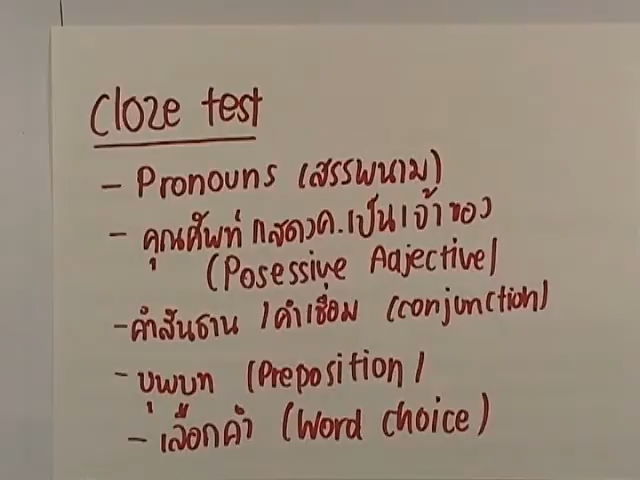 Cloze test
- Pronouns (สรรพนาม)
- คุณศัพท์ แสดงค.เป็นเจ้าของ
(Posessive Adjective)
- คำสันธาน / คำเชื่อม (conjunction)
- บุพบท (Preposition)
- เลือกคำ (Word choice)